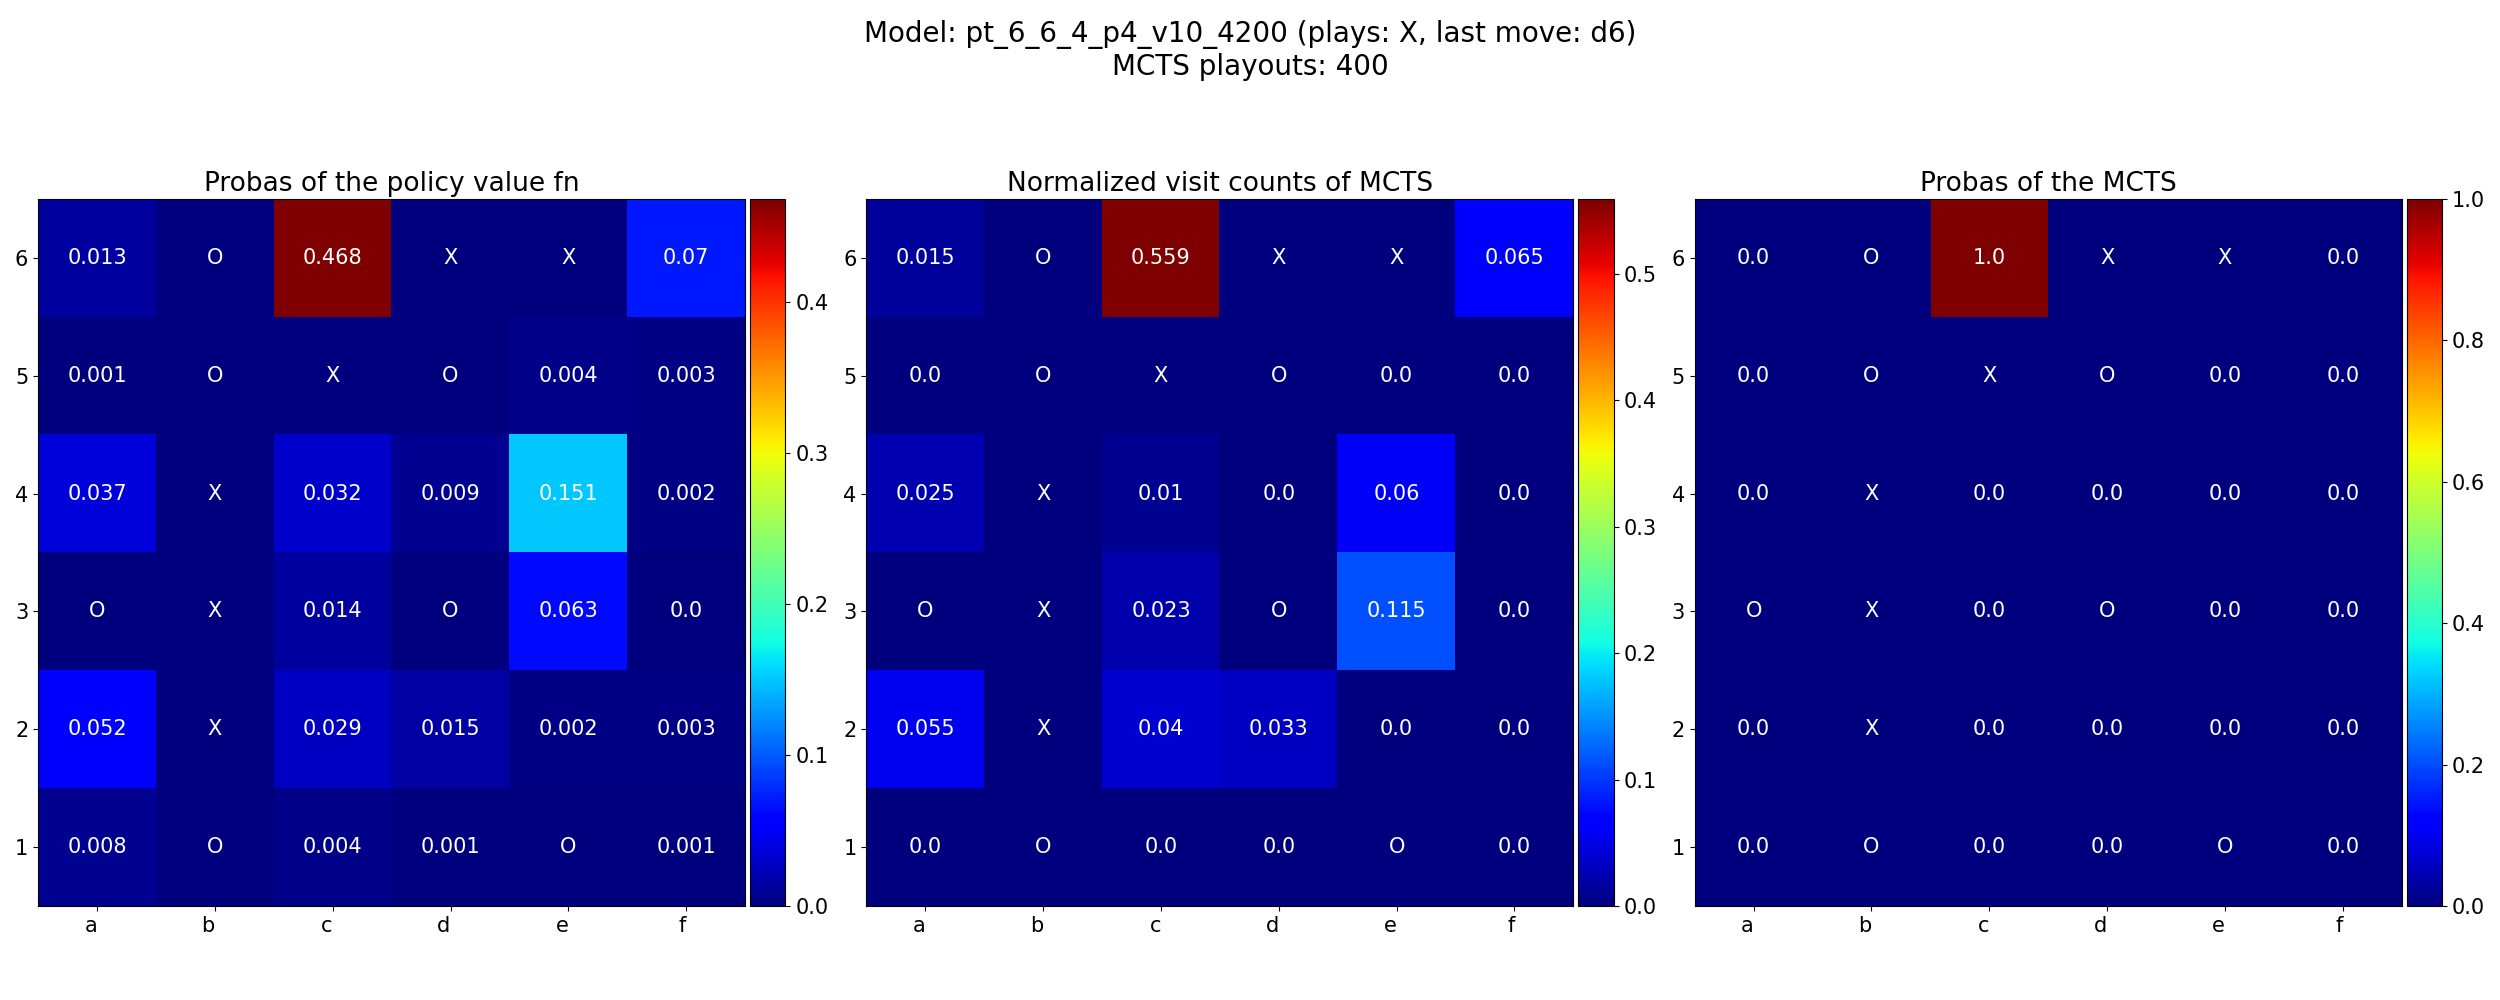 Model: pt_6_6_4_p4_v10_4200 (plays: X, last move: d6)
MCTS playouts: 400
Probas of the policy value fn
6 0.013 O 0.468 X X 0.07
5 0.001 O X O 0.004 0.003
4 0.037 X 0.032 0.009 0.151 0.002
3 O X 0.014 O 0.063 0.0
2 0.052 X 0.029 0.015 0.002 0.003
1 0.008 O 0.004 0.001 O 0.001
a b c d e f
0.4
0.3
0.2
0.1
0.0
Normalized visit counts of MCTS
6 0.015 O 0.559 X X 0.065
5 0.0 O X O 0.0 0.0
4 0.025 X 0.01 0.0 0.06 0.0
3 O X 0.023 O 0.115 0.0
2 0.055 X 0.04 0.033 0.0 0.0
1 0.0 O 0.0 0.0 O 0.0
a b c d e f
0.5
0.4
0.3
0.2
0.1
0.0
Probas of the MCTS
6 0.0 O 1.0 X X 0.0
5 0.0 O X O 0.0 0.0
4 0.0 X 0.0 0.0 0.0 0.0
3 O X 0.0 O 0.0 0.0
2 0.0 X 0.0 0.0 0.0 0.0
1 0.0 O 0.0 0.0 O 0.0
a b c d e f
1.0
0.8
0.6
0.4
0.2
0.0